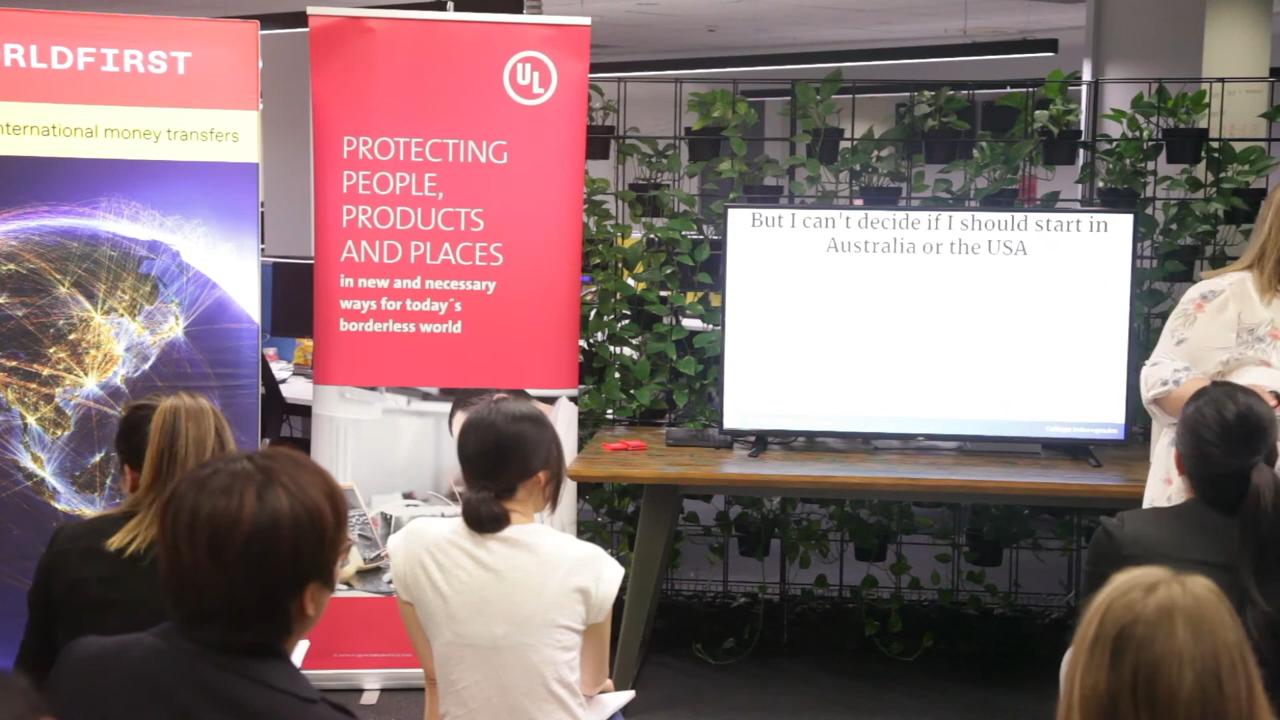 RLDFIRST
nternational money transfers
UL
PROTECTING
PEOPLE,
PRODUCTS
AND PLACES
in new and necessary
ways for today´s
borderless world
But I can't decide if I should start in
Australia or the USA